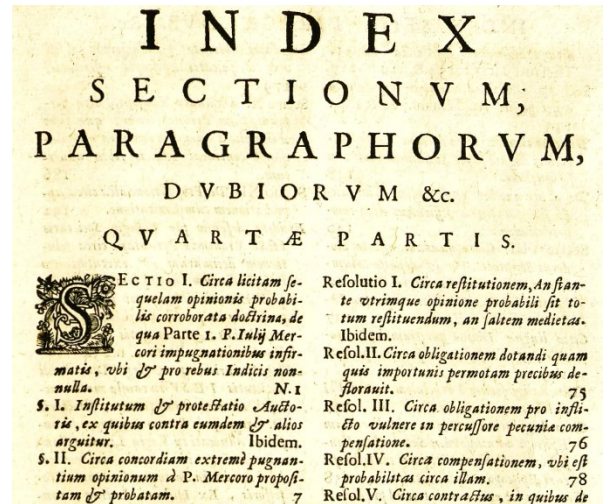 INDEX
SECTIONVM,
PARAGRAPHORVM,
DVBIORVM &c.
QVARTÆ PARTIS.
SECTIO I. Circa licitam ſe-
quelam opinionis probabi-
lis corroborata doctrina, de
qua Parte 1. P. Iulij Mer-
cori impugnationibus infir-
matis, vbi & pro rebus Indicis non-
nulla. N.1
§. I. Inſtitutum & proteſtatio Aucto-
ris, ex quibus contra eumdem & alios
arguitur. Ibidem.
§. II. Circa concordiam extremè pugnan-
tium opinionum à P. Mercoro propoſi-
tam & probatam. 7
Reſolutio I. Circa reſtitutionem, An ſtan-
te vtrimque opinione probabili ſit to-
tum reſtituendum, an ſaltem medietas.
Ibidem.
Reſol. II. Circa obligationem dotandi quam
quis importunis permotam precibus de-
florauit. 75
Reſol. III. Circa obligationem pro infli-
cto vulnere in percuſſore pecuniæ com-
penſatione. 76
Reſol. IV. Circa compenſationem, vbi eſt
probabilitas circa illam. 78
Reſol. V. Circa contractus, in quibus de